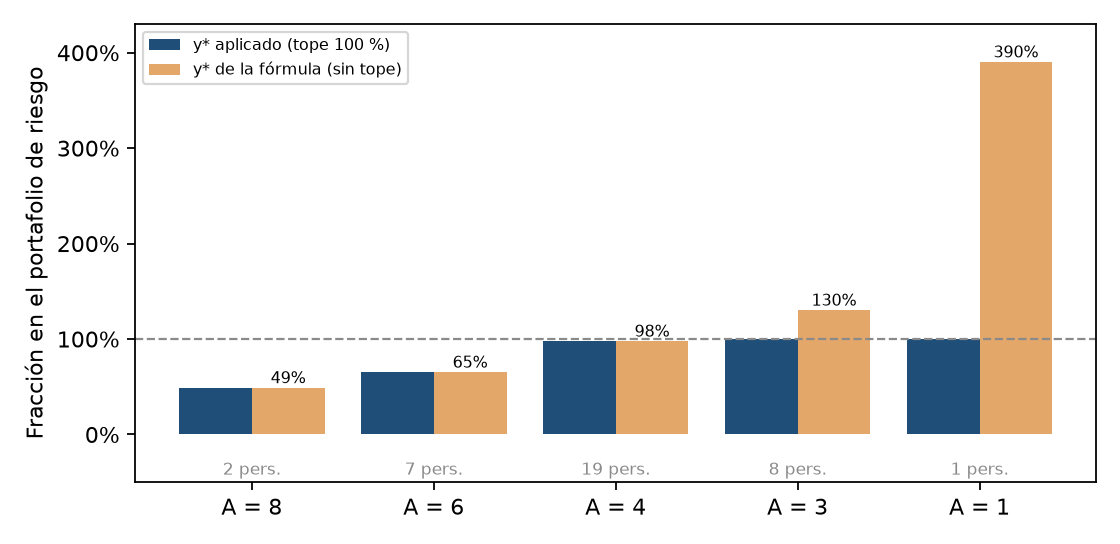 y* aplicado (tope 100 %)
y* de la fórmula (sin tope)
Fracción en el portafolio de riesgo
400%
300%
200%
100%
0%
49%
65%
98%
130%
390%
2 pers.
7 pers.
19 pers.
8 pers.
1 pers.
A = 8
A = 6
A = 4
A = 3
A = 1